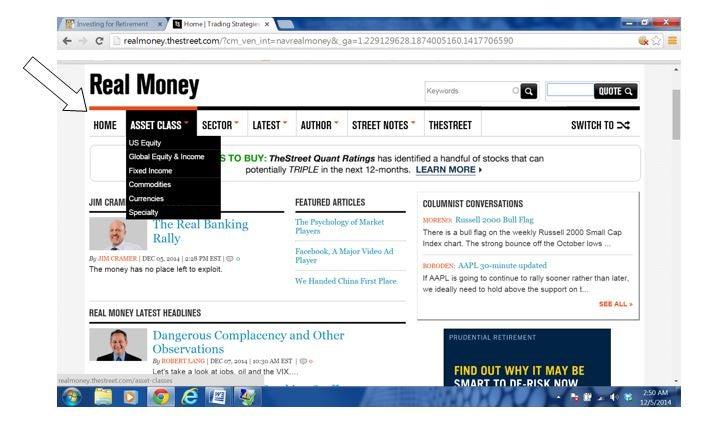 Investing for Retirement
Home | Trading Strategies
realmoney.thestreet.com/?cm_ven_int=navrealmoney&_ga=1.229129628.1874005160.1417706590
Real Money
Keywords
QUOTE
HOME ASSET CLASS SECTOR LATEST AUTHOR STREET NOTES THESTREET SWITCH TO
US Equity
Global Equity & Income
Fixed Income
Commodities
Currencies
Specialty
S TO BUY: TheStreet Quant Ratings has identified a handful of stocks that can
potentially TRIPLE in the next 12-months. LEARN MORE
JIM CRAM
The Real Banking
Rally
By JIM CRAMER | DEC 05, 2014 | 2:28 PM EST | 0
The money has no place left to exploit.
FEATURED ARTICLES
The Psychology of Market
Players
Facebook, A Major Video Ad
Player
We Handed China First Place
COLUMNIST CONVERSATIONS
MORENO: Russell 2000 Bull Flag
There is a bull flag on the weekly Russell 2000 Small Cap
Index chart. The strong bounce off the October lows ...
BORODEN: AAPL 30-minute updated
If AAPL is going to continue to rally sooner rather than later,
we ideally need to hold above the support on t...
SEE ALL »
REAL MONEY LATEST HEADLINES
Dangerous Complacency and Other
Observations
By ROBERT LANG | DEC 07, 2014 | 10:30 AM EST | 0
Let's take a look at jobs, oil and the VIX....
PRUDENTIAL RETIREMENT
FIND OUT WHY IT MAY BE
SMART TO DE-RISK NOW
realmoney.thestreet.com/asset-classes
2:50 AM
12/5/2014